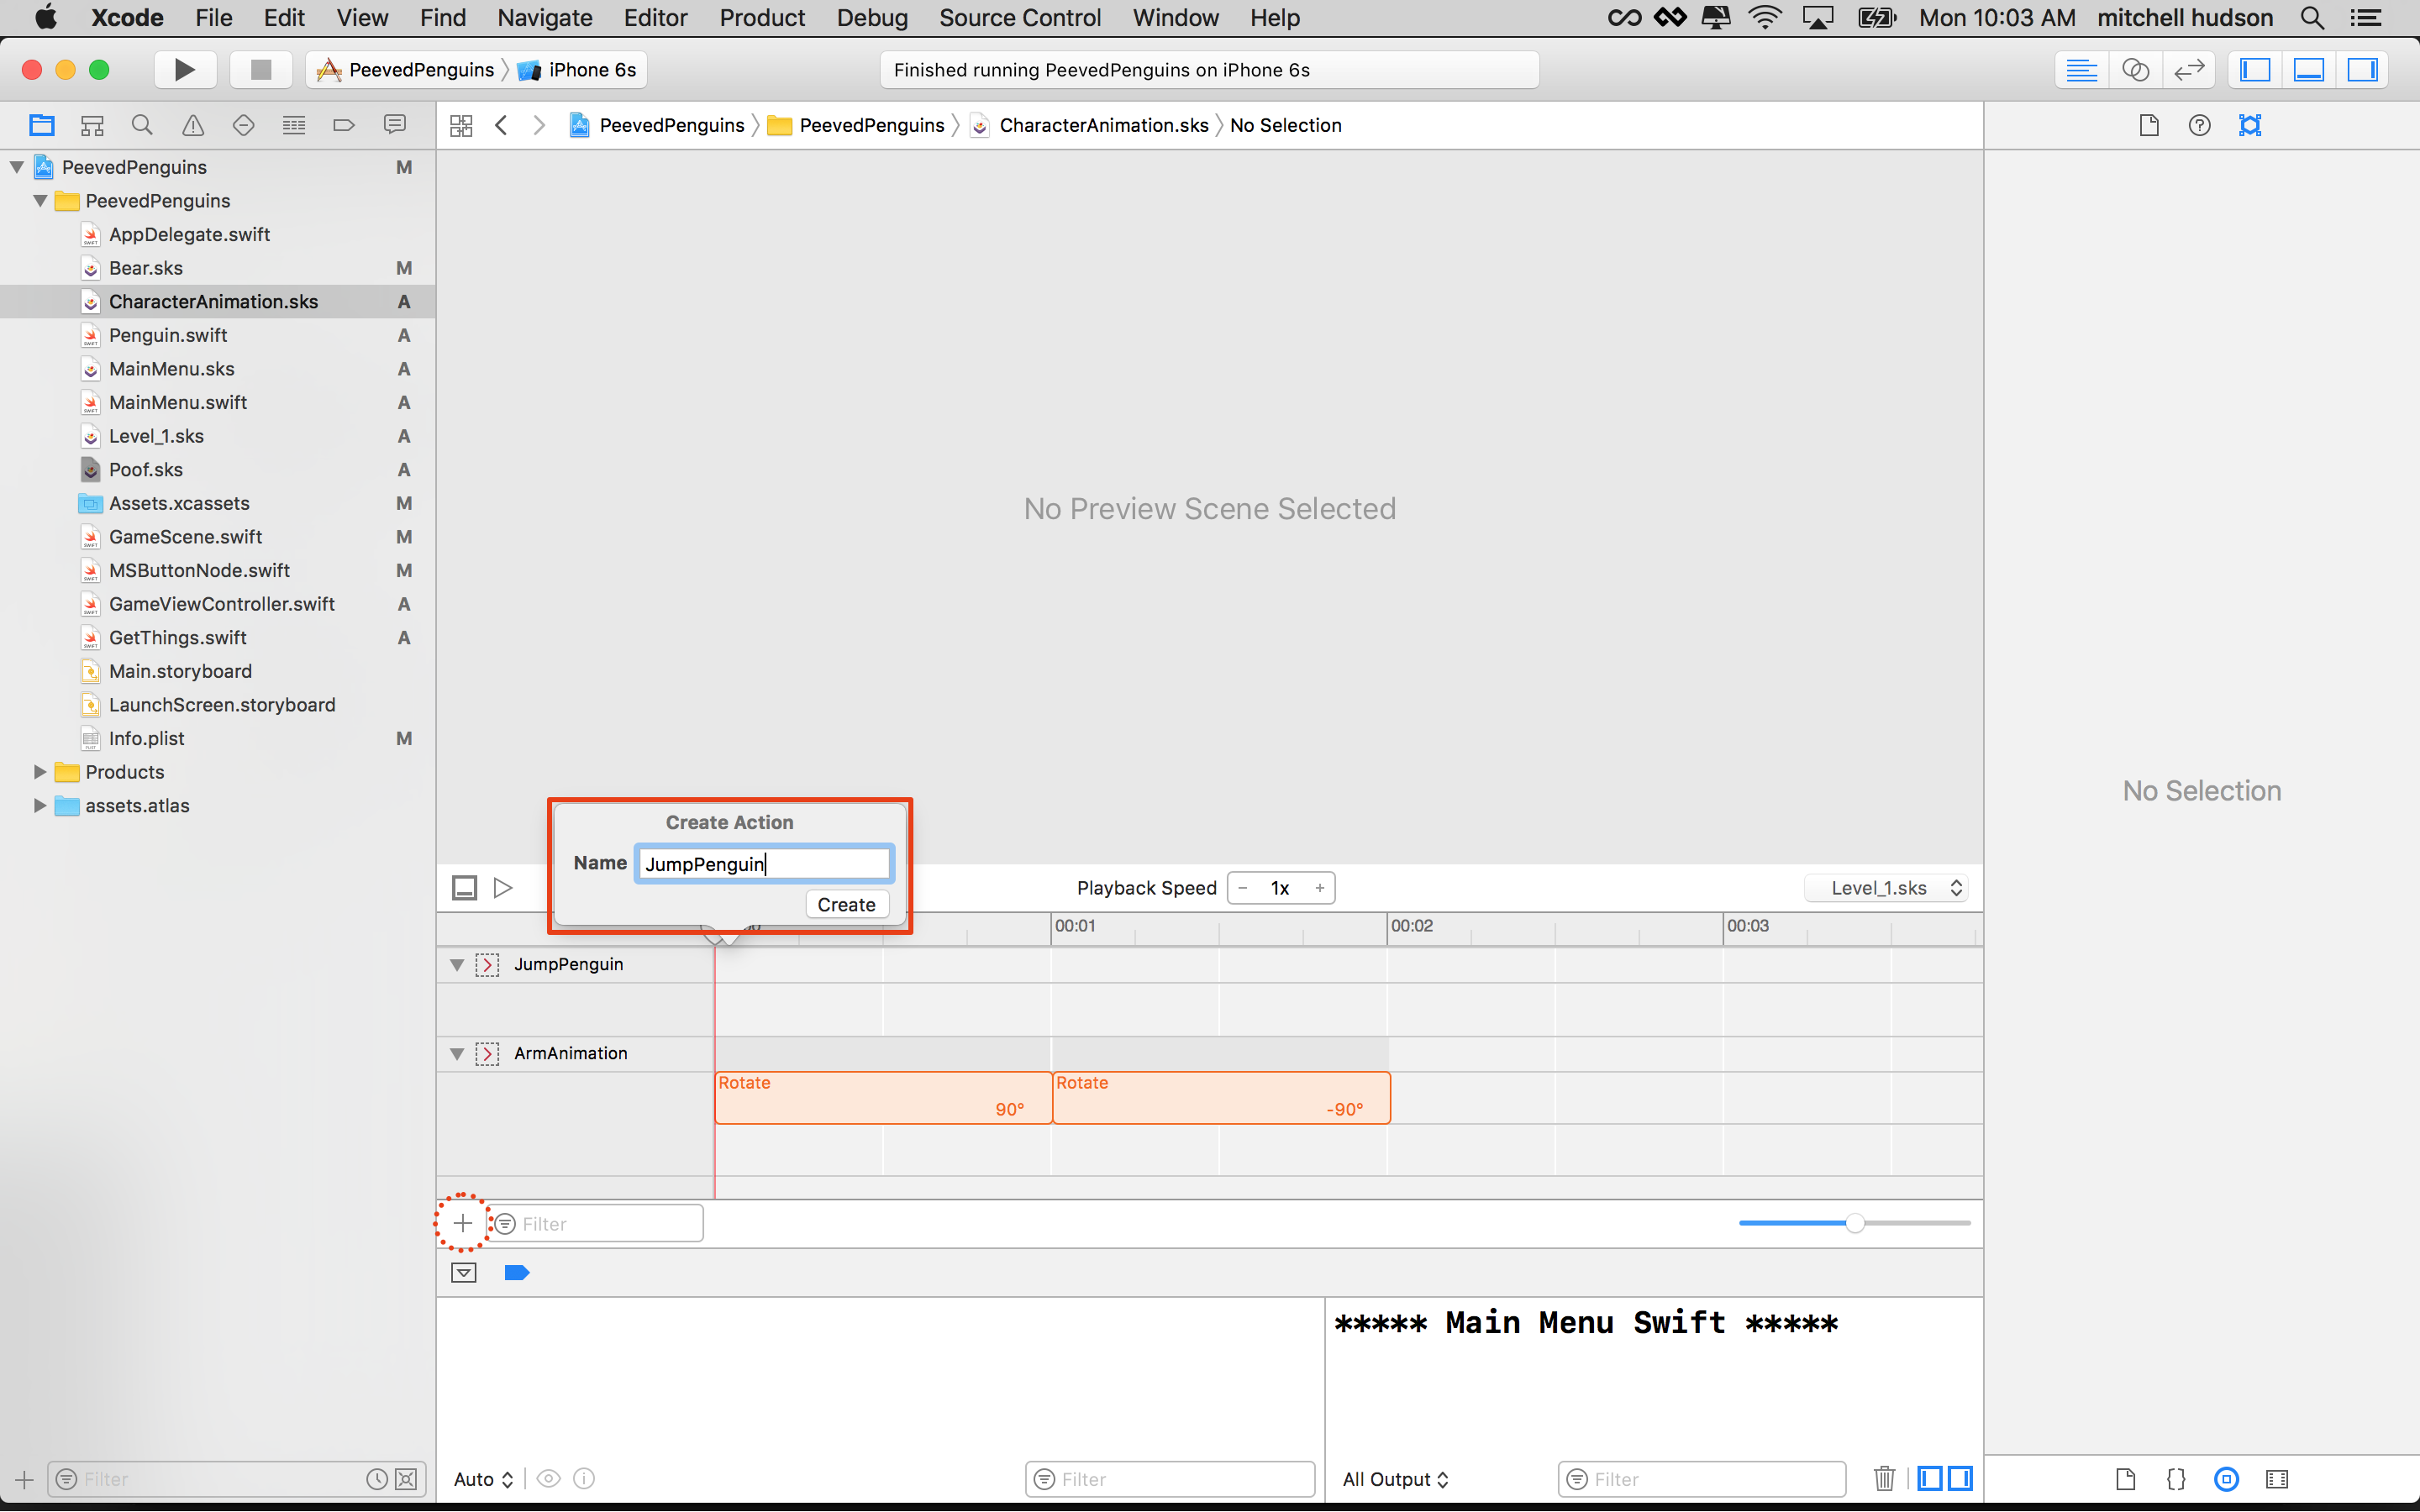 Xcode File Edit View Find Navigate Editor Product Debug Source Control Window Help Mon 10:03 AM mitchell hudson
PeevedPenguins iPhone 6s Finished running PeevedPenguins on iPhone 6s
PeevedPenguins PeevedPenguins CharacterAnimation.sks No Selection
PeevedPenguins M
PeevedPenguins
AppDelegate.swift
Bear.sks M
CharacterAnimation.sks A
Penguin.swift A
MainMenu.sks A
MainMenu.swift A
Level_1.sks A
Poof.sks A
Assets.xcassets M
GameScene.swift M
MSButtonNode.swift M
GameViewController.swift A
GetThings.swift A
Main.storyboard
LaunchScreen.storyboard
Info.plist M
Products
assets.atlas
No Preview Scene Selected
No Selection
Create Action
Name JumpPenguin
Create
Playback Speed − 1x + Level_1.sks
00:01 00:02 00:03
JumpPenguin
ArmAnimation
Rotate Rotate
90° -90°
Filter
***** Main Menu Swift *****
Filter Auto Filter All Output Filter